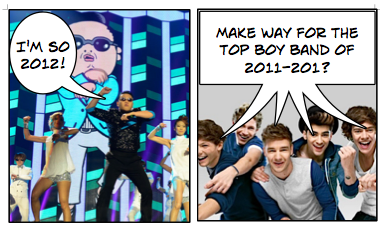 I'M SO
2012!
MAKE WAY FOR THE
TOP BOY BAND OF
2011-201?